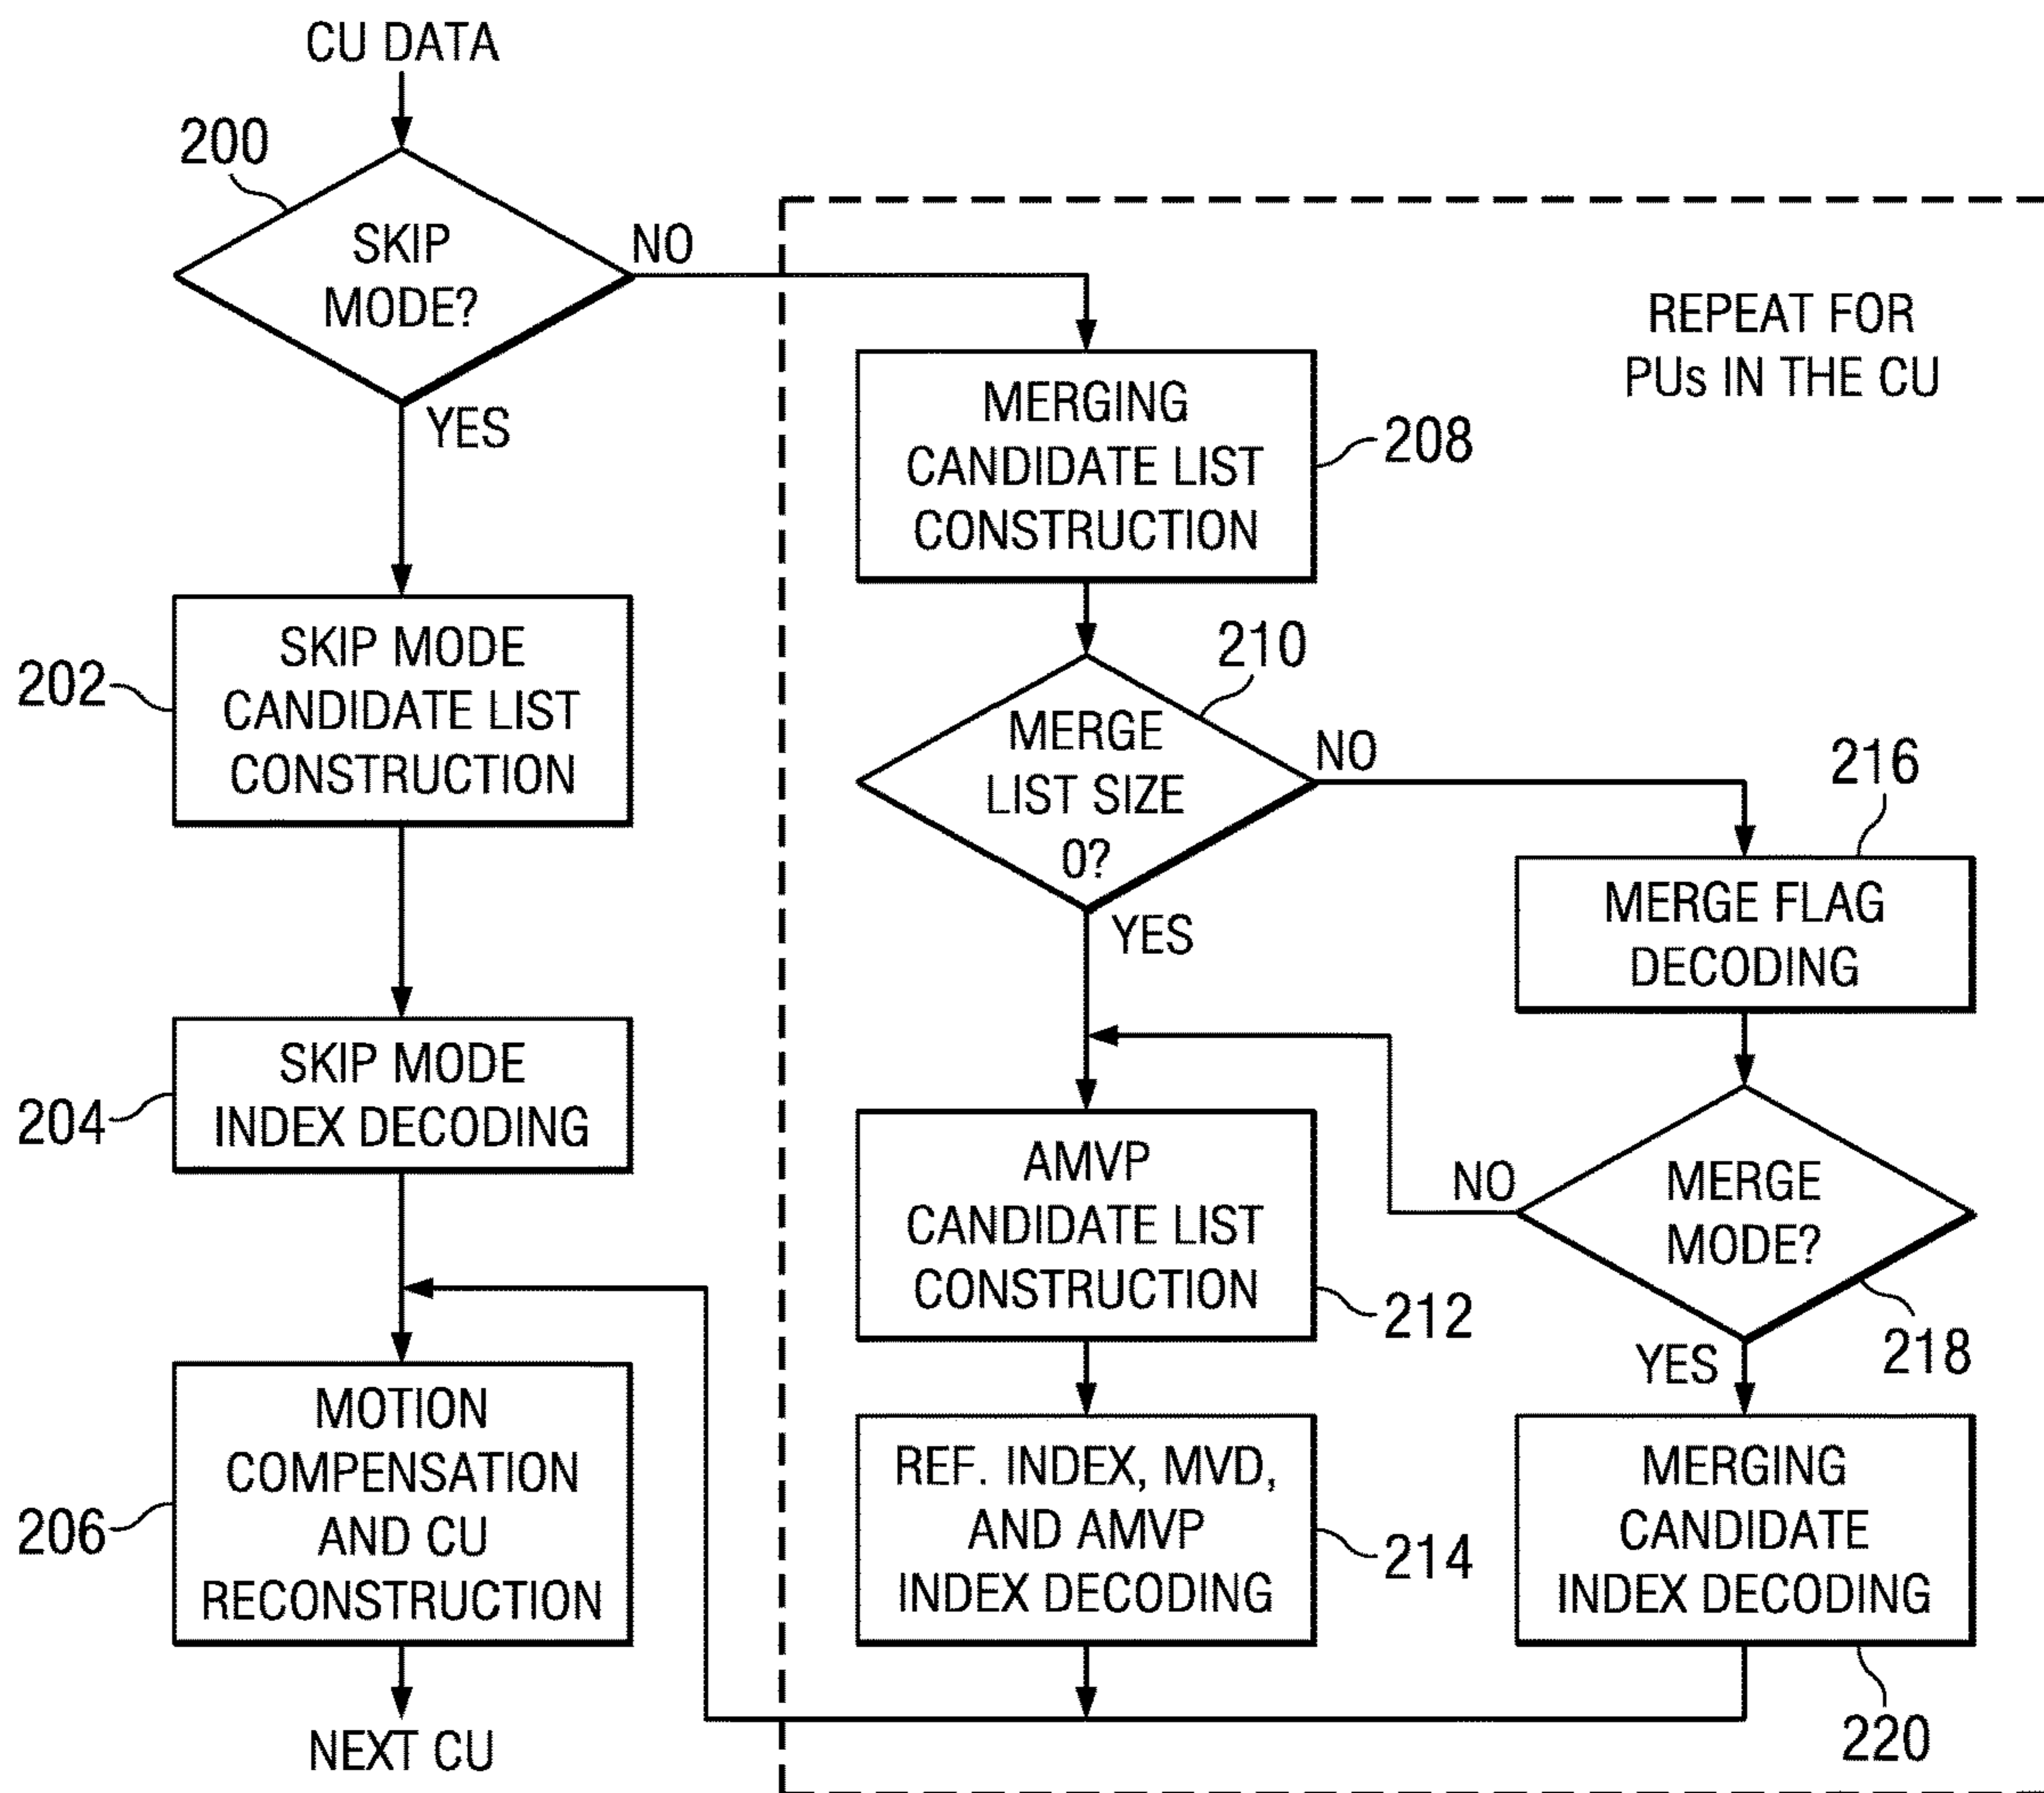 CU DATA
200
SKIP
MODE?
NO
YES
202
SKIP MODE
CANDIDATE LIST
CONSTRUCTION
204
SKIP MODE
INDEX DECODING
206
MOTION
COMPENSATION
AND CU
RECONSTRUCTION
NEXT CU
REPEAT FOR
PUs IN THE CU
MERGING
CANDIDATE LIST
CONSTRUCTION
208
210
MERGE
LIST SIZE
0?
NO
YES
AMVP
CANDIDATE LIST
CONSTRUCTION
212
REF. INDEX, MVD,
AND AMVP
INDEX DECODING
214
216
MERGE FLAG
DECODING
MERGE
MODE?
NO
218
YES
MERGING
CANDIDATE
INDEX DECODING
220